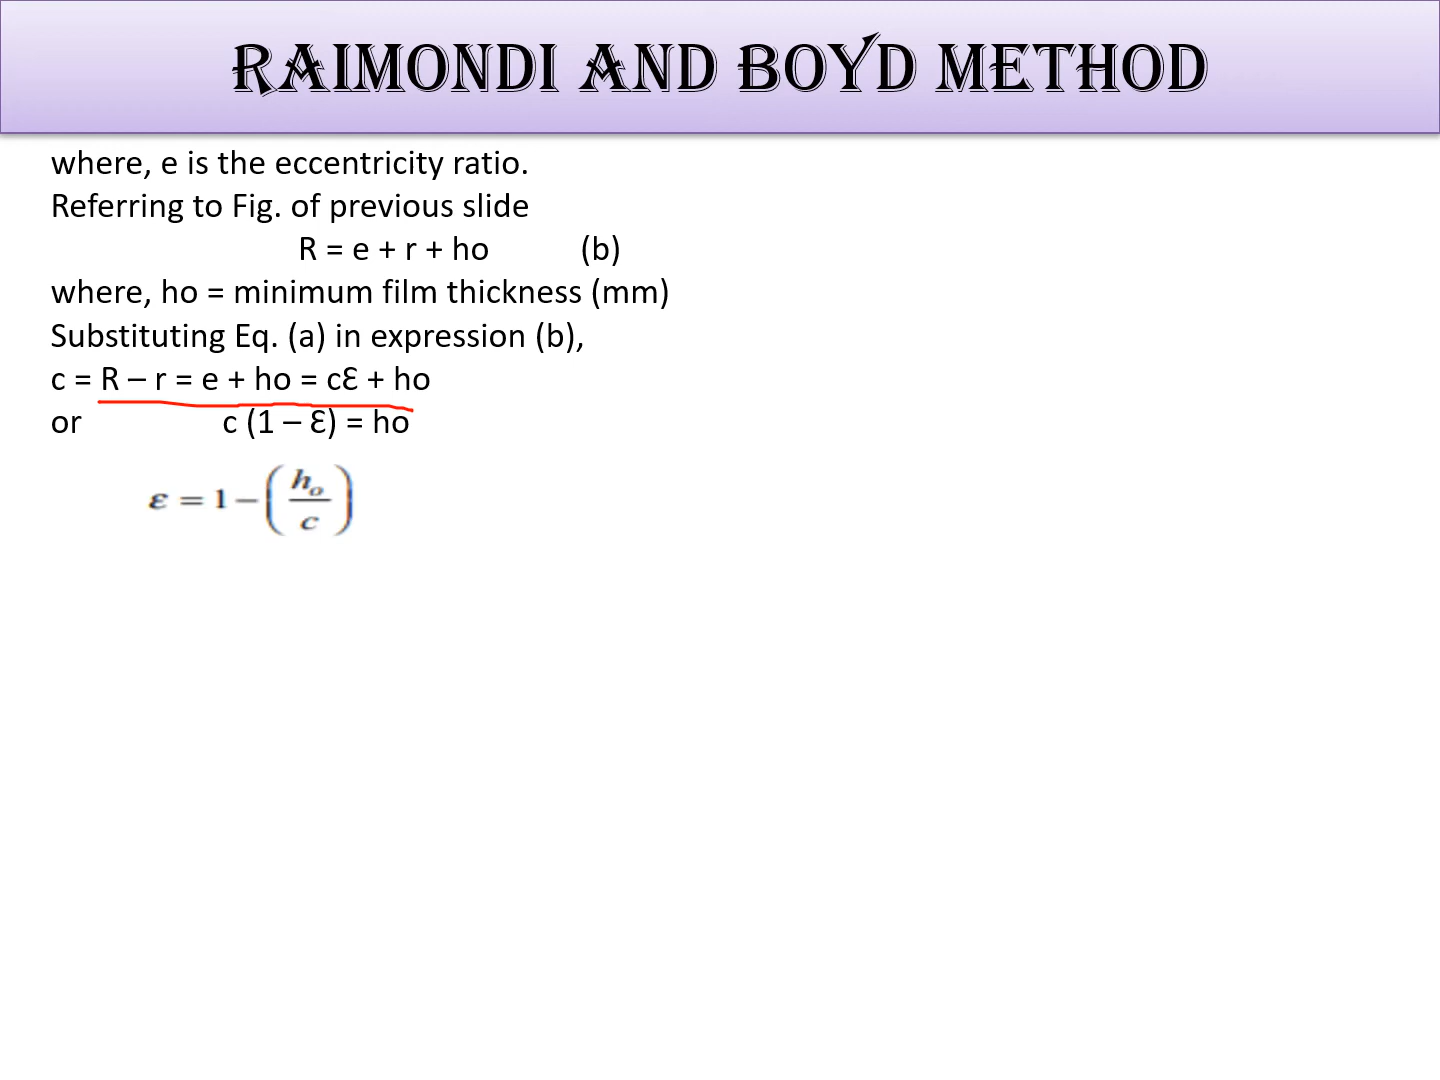 RAIMONDI AND BOYD METHOD
where, e is the eccentricity ratio.
Referring to Fig. of previous slide
R = e + r + ho (b)
where, ho = minimum film thickness (mm)
Substituting Eq. (a) in expression (b),
c = R – r = e + ho = cƐ + ho
or c (1 – Ɛ) = ho
ε = 1 – (h₀/c)